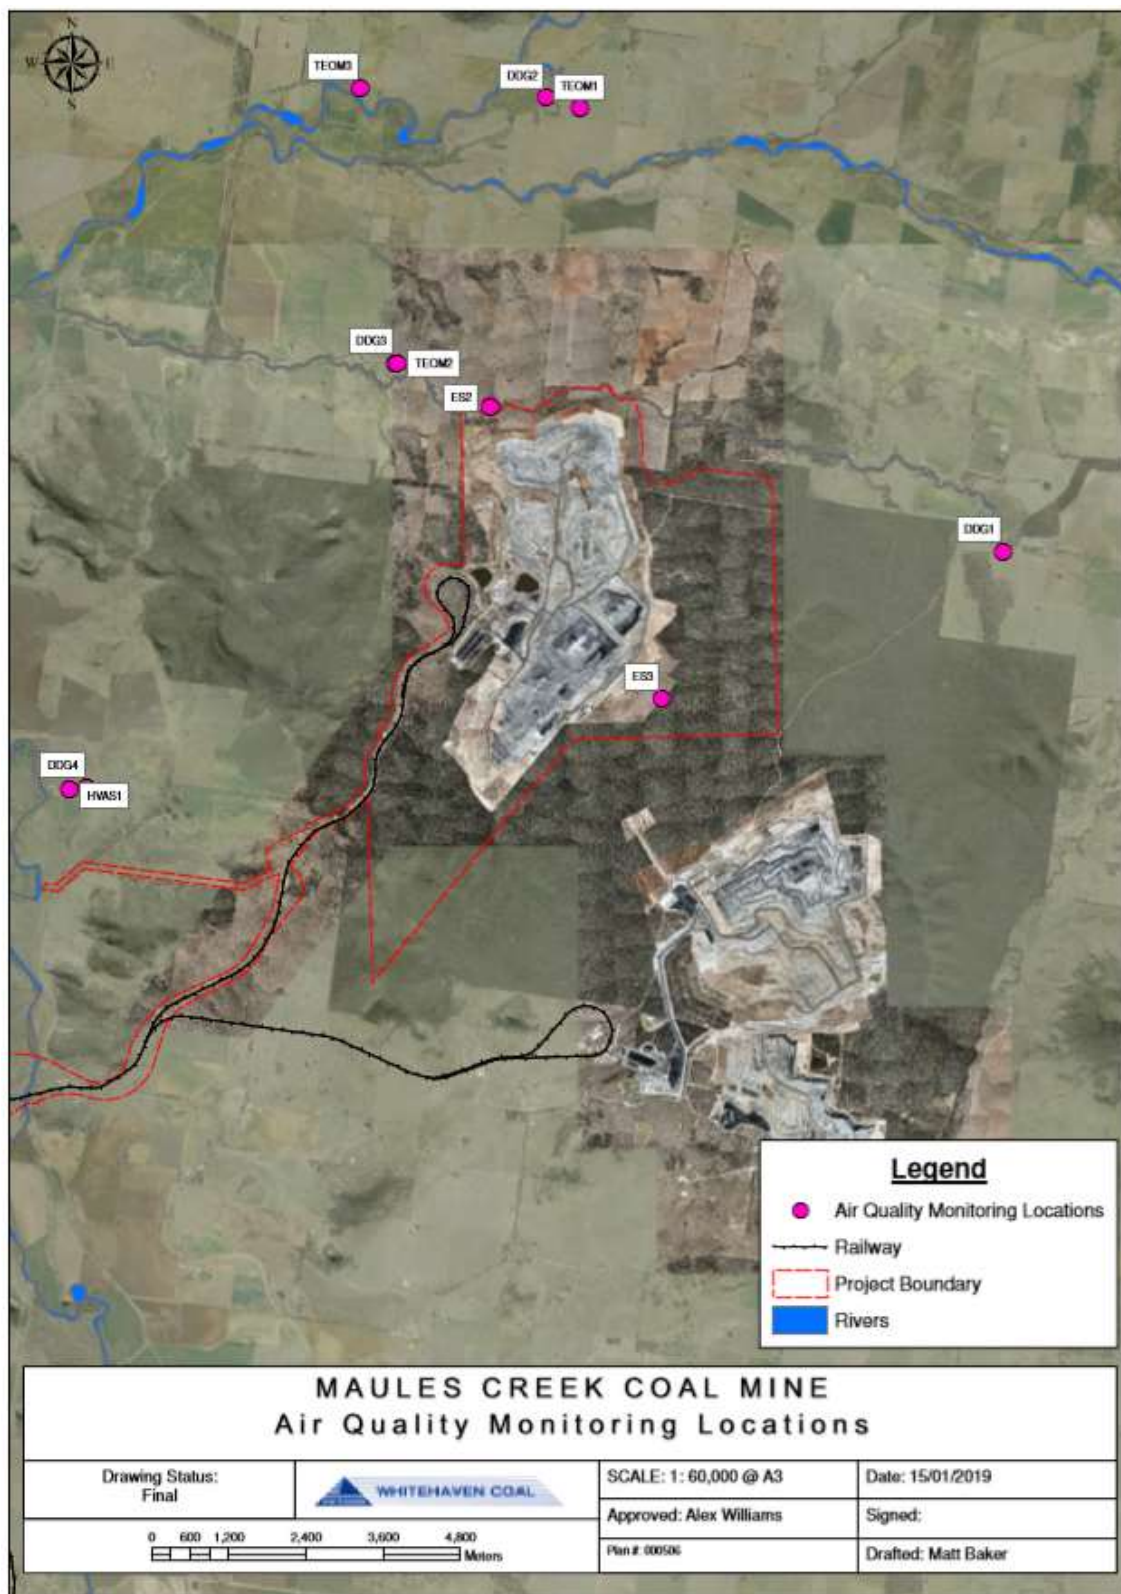 N
W E
S
TEOM3
DDG2
TEOM1
DDG3
TEOM2
ES2
DDG1
ES3
DDG4
HVAS1
Legend
Air Quality Monitoring Locations
Railway
Project Boundary
Rivers
MAULES CREEK COAL MINE
Air Quality Monitoring Locations
Drawing Status:
Final
WHITEHAVEN COAL
SCALE: 1: 60,000 @ A3
Date: 15/01/2019
Approved: Alex Williams
Signed:
0 600 1,200 2,400 3,600 4,800
Meters
Plan #: 000506
Drafted: Matt Baker